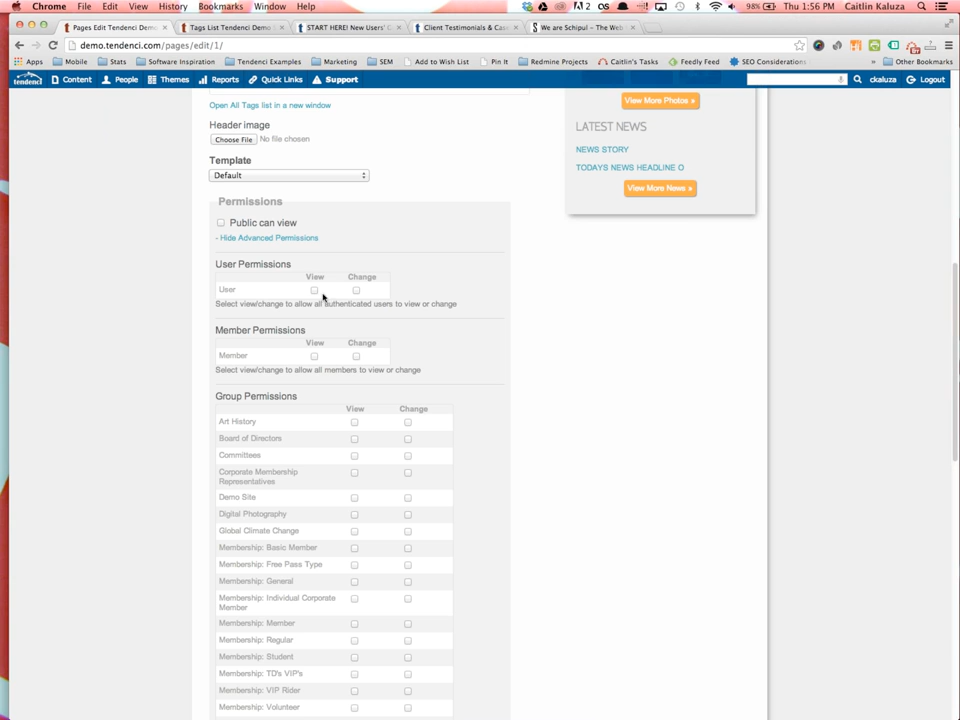 Chrome File Edit View History Bookmarks Window Help
2 98% Thu 1:56 PM Caitlin Kaluza
Pages Edit Tendenci Demo
Tags List Tendenci Demo
START HERE! New Users'
Client Testimonials & Cas
We are Schipul – The Web
demo.tendenci.com/pages/edit/1/
Apps Mobile Stats Software Inspiration Tendenci Examples Marketing SEM Add to Wish List Pin It Redmine Projects Caitlin's Tasks Feedly Feed SEO Considerations » Other Bookmarks
tendenci Content People Themes Reports Quick Links Support ckaluza Logout
Open All Tags list in a new window
Header image
Choose File No file chosen
Template
Default
Permissions
Public can view
- Hide Advanced Permissions
User Permissions
View Change
User
Select view/change to allow all authenticated users to view or change
Member Permissions
View Change
Member
Select view/change to allow all members to view or change
Group Permissions
View Change
Art History
Board of Directors
Committees
Corporate Membership
Representatives
Demo Site
Digital Photography
Global Climate Change
Membership: Basic Member
Membership: Free Pass Type
Membership: General
Membership: Individual Corporate
Member
Membership: Member
Membership: Regular
Membership: Student
Membership: TD's VIP's
Membership: VIP Rider
Membership: Volunteer
View More Photos »
LATEST NEWS
NEWS STORY
TODAYS NEWS HEADLINE O
View More News »